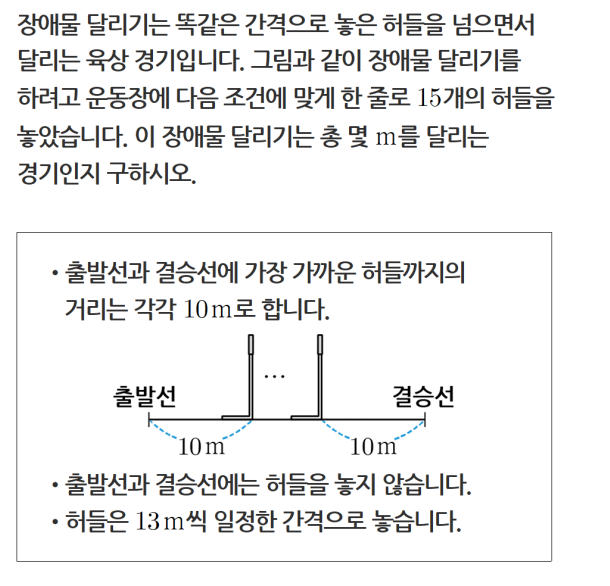 장애물 달리기는 똑같은 간격으로 놓은 허들을 넘으면서
달리는 육상 경기입니다. 그림과 같이 장애물 달리기를
하려고 운동장에 다음 조건에 맞게 한 줄로 15개의 허들을
놓았습니다. 이 장애물 달리기는 총 몇 m를 달리는
경기인지 구하시오.
• 출발선과 결승선에 가장 가까운 허들까지의
거리는 각각 10m로 합니다.
…
출발선 결승선
10m 10m
• 출발선과 결승선에는 허들을 놓지 않습니다.
• 허들은 13m씩 일정한 간격으로 놓습니다.